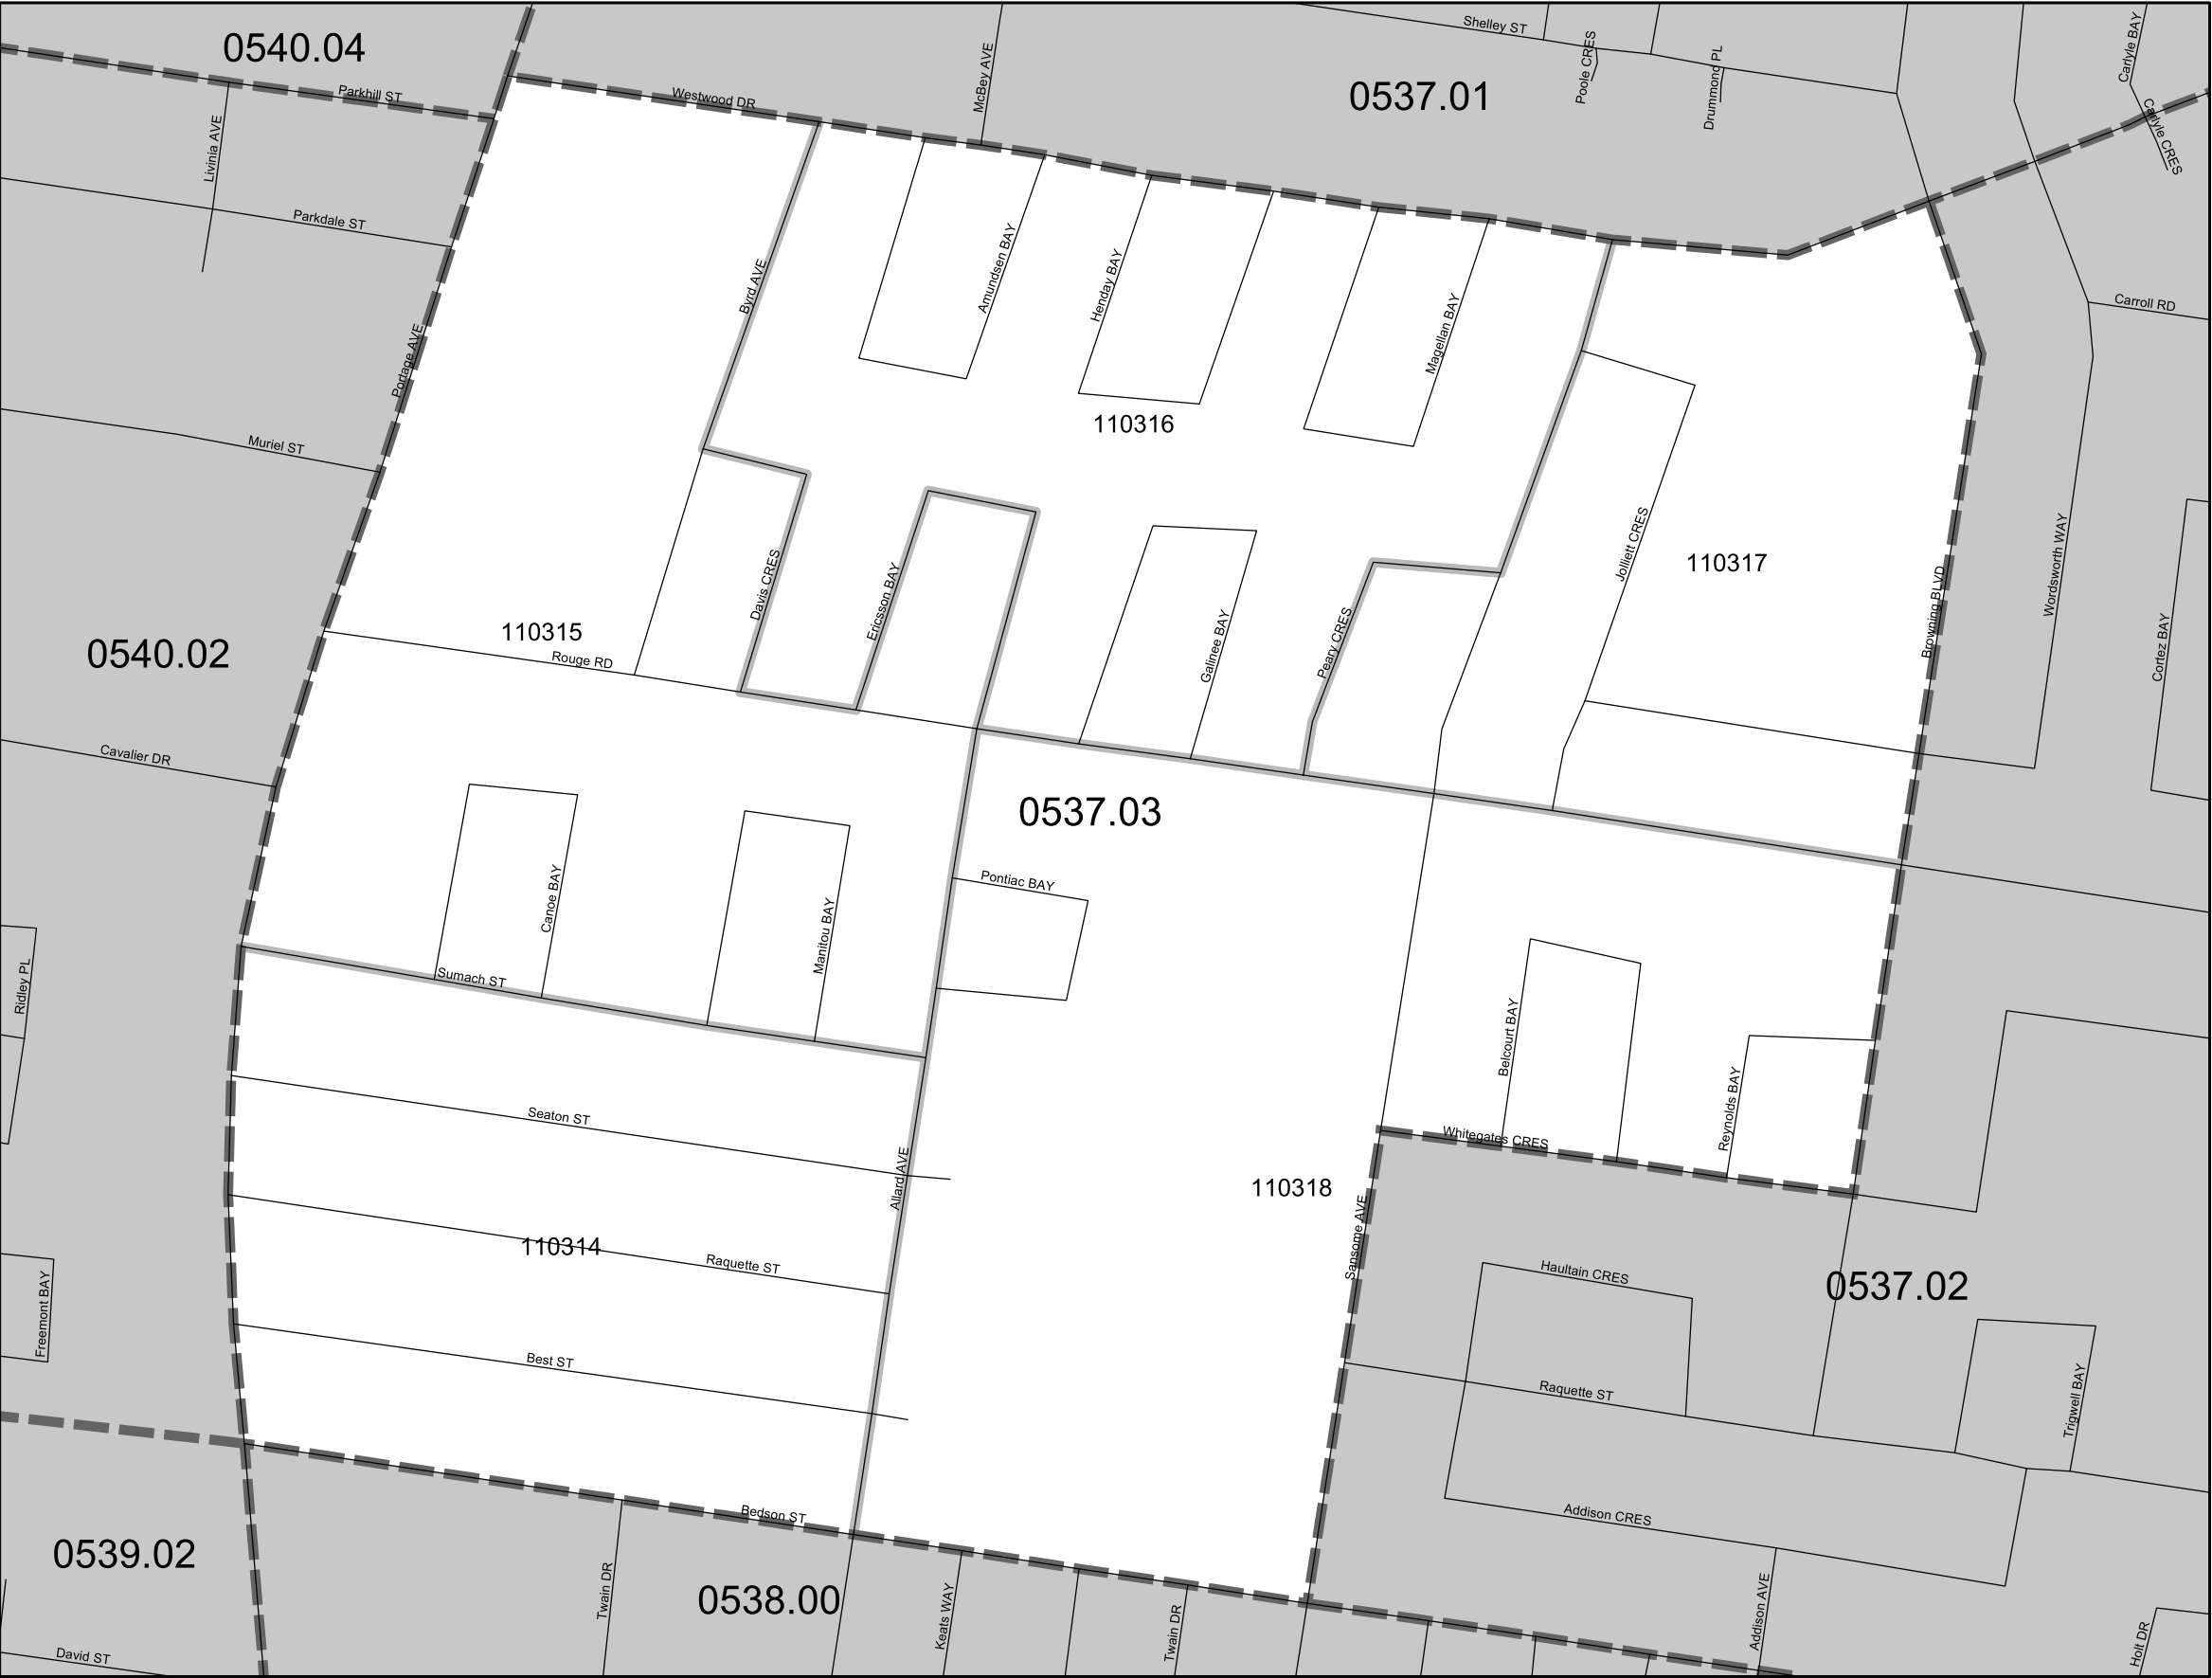 0540.04
Shelley ST
Poole CRES
Drummond PL
Carlyle BAY
Carlyle CRES
McBey AVE
Westwood DR
Parkhill ST
0537.01
Livinia AVE
Parkdale ST
Amundsen BAY
Byrd AVE
Henday BAY
Magellan BAY
Carroll RD
Portage AVE
110316
Muriel ST
Jolliett CRES
110317
Wordsworth WAY
Davis CRES
Ericsson BAY
Browning BLVD
110315
Rouge RD
Galinee BAY
Peary CRES
Cortez BAY
0540.02
Cavalier DR
0537.03
Canoe BAY
Pontiac BAY
Manitou BAY
Sumach ST
Ridley PL
Belcourt BAY
Seaton ST
Reynolds BAY
Whitegates CRES
Allard AVE
110318
Sansome AVE
110314
Raquette ST
Haultain CRES
0537.02
Freemont BAY
Best ST
Raquette ST
Trigwell BAY
Bedson ST
Addison CRES
0539.02
Twain DR
0538.00
Keats WAY
Twain DR
Addison AVE
Holt DR
David ST